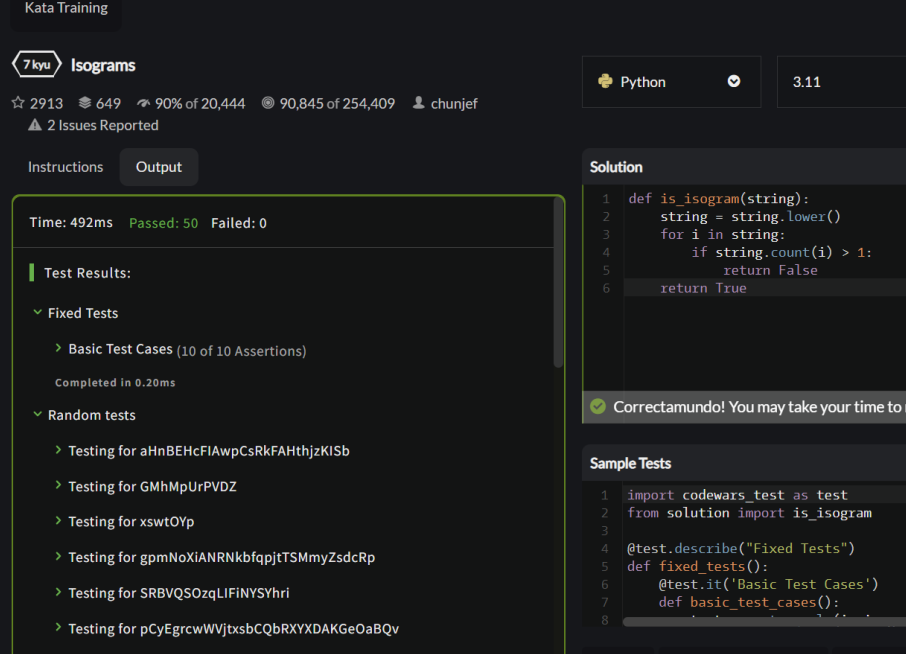 Kata Training
7 kyu Isograms
2913 649 90% of 20,444 90,845 of 254,409 chunjef
2 Issues Reported
Instructions Output
Time: 492ms Passed: 50 Failed: 0
Test Results:
Fixed Tests
Basic Test Cases (10 of 10 Assertions)
Completed in 0.20ms
Random tests
Testing for aHnBEHcFIAwpCsRkFAHthjzKISb
Testing for GMhMpUrPVDZ
Testing for xswtOYp
Testing for gpmNoXiANRNkbfqpjtTSMmyZsdcRp
Testing for SRBVQSOzqLIFiNYSYhri
Testing for pCyEgrcwWVjtxsbCQbRXYXDAKGeOaBQv
Python 3.11
Solution
1 def is_isogram(string):
2 string = string.lower()
3 for i in string:
4 if string.count(i) > 1:
5 return False
6 return True
Correctamundo! You may take your time to
Sample Tests
1 import codewars_test as test
2 from solution import is_isogram
3
4 @test.describe("Fixed Tests")
5 def fixed_tests():
6 @test.it('Basic Test Cases')
7 def basic_test_cases():
8